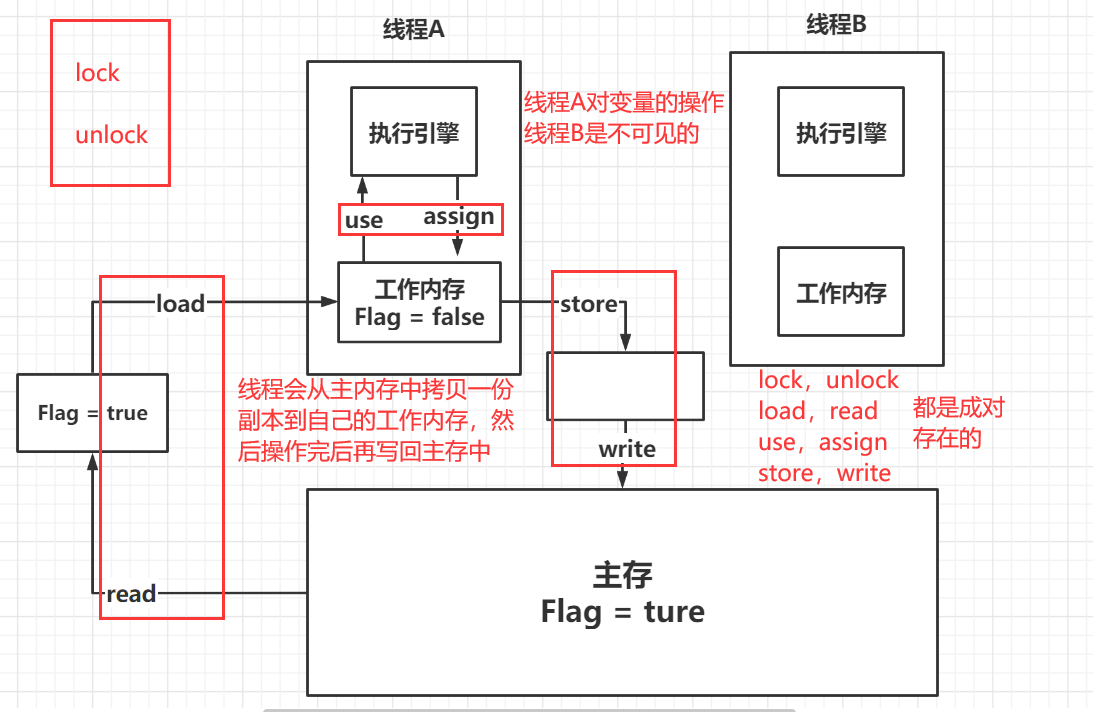 lock
unlock
线程A
执行引擎
use
assign
工作内存
Flag = false
线程A对变量的操作
线程B是不可见的
线程B
执行引擎
工作内存
load
Flag = true
read
线程会从主内存中拷贝一份
副本到自己的工作内存，然
后操作完后再写回主存中
store
write
lock，unlock
load，read
use，assign
store，write
都是成对
存在的
主存
Flag = ture